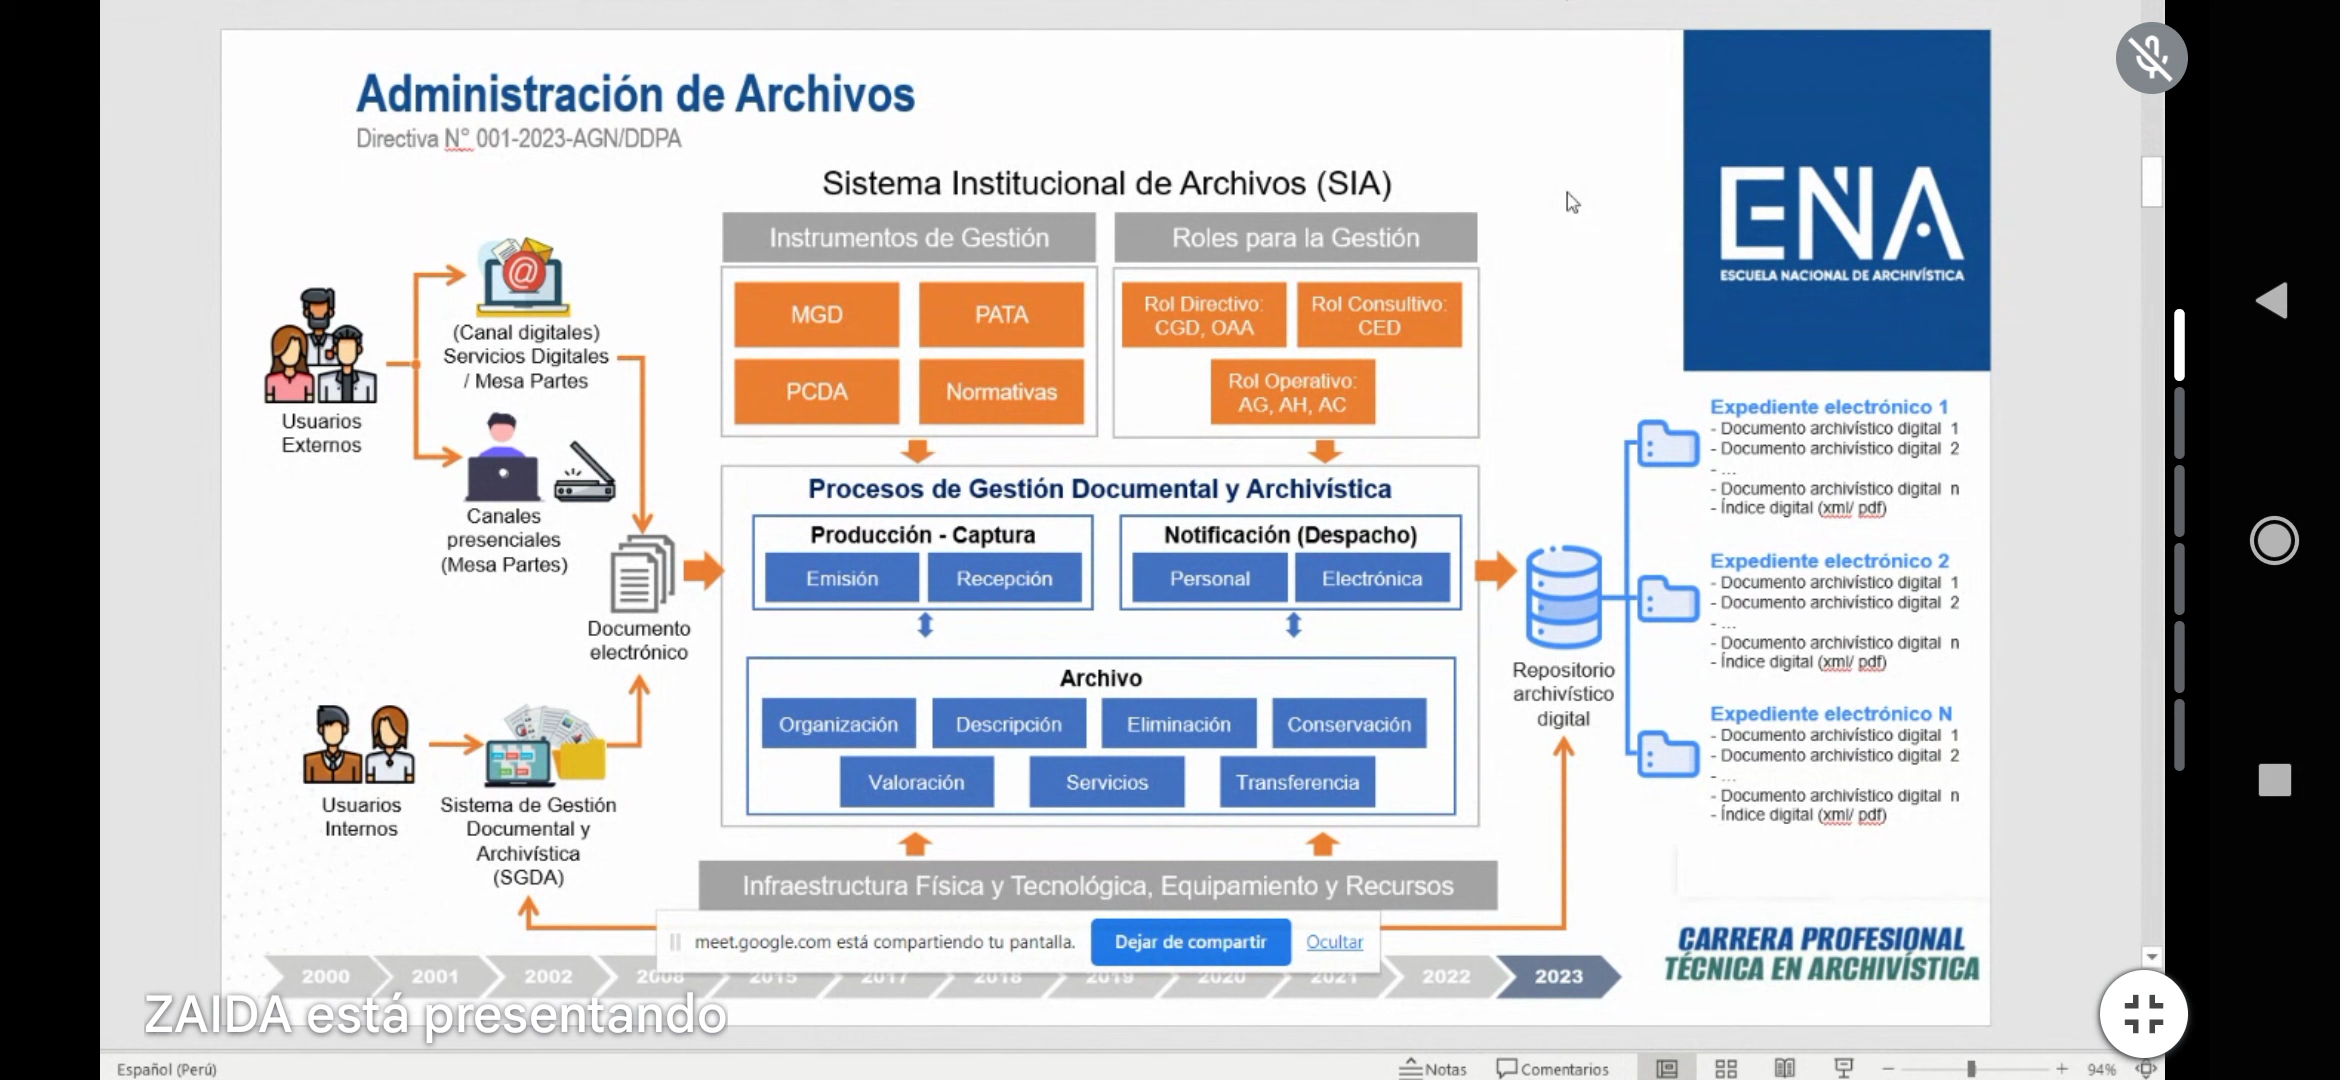 Administración de Archivos
Directiva N° 001-2023-AGN/DDPA
Sistema Institucional de Archivos (SIA)
Instrumentos de Gestión
MGD
PATA
PCDA
Normativas
Roles para la Gestión
Rol Directivo:
CGD, OAA
Rol Consultivo:
CED
Rol Operativo:
AG, AH, AC
Usuarios
Externos
@
(Canal digitales)
Servicios Digitales
/ Mesa Partes
Canales
presenciales
(Mesa Partes)
Documento
electrónico
Usuarios
Internos
Sistema de Gestión
Documental y
Archivística
(SGDA)
Procesos de Gestión Documental y Archivística
Producción - Captura
Emisión
Recepción
Notificación (Despacho)
Personal
Electrónica
Archivo
Organización
Descripción
Eliminación
Conservación
Valoración
Servicios
Transferencia
Infraestructura Física y Tecnológica, Equipamiento y Recursos
Repositorio
archivístico
digital
ENA
ESCUELA NACIONAL DE ARCHIVÍSTICA
Expediente electrónico 1
- Documento archivístico digital 1
- Documento archivístico digital 2
- ...
- Documento archivístico digital n
- Índice digital (xml/ pdf)
Expediente electrónico 2
- Documento archivístico digital 1
- Documento archivístico digital 2
- ...
- Documento archivístico digital n
- Índice digital (xml/ pdf)
Expediente electrónico N
- Documento archivístico digital 1
- Documento archivístico digital 2
- ...
- Documento archivístico digital n
- Índice digital (xml/ pdf)
CARRERA PROFESIONAL
TÉCNICA EN ARCHIVÍSTICA
meet.google.com está compartiendo tu pantalla.
Dejar de compartir
Ocultar
2000 2001 2002 2008 2015 2017 2018 2019 2020 2021 2022 2023
ZAIDA está presentando
Español (Perú)
Notas
Comentarios
94%